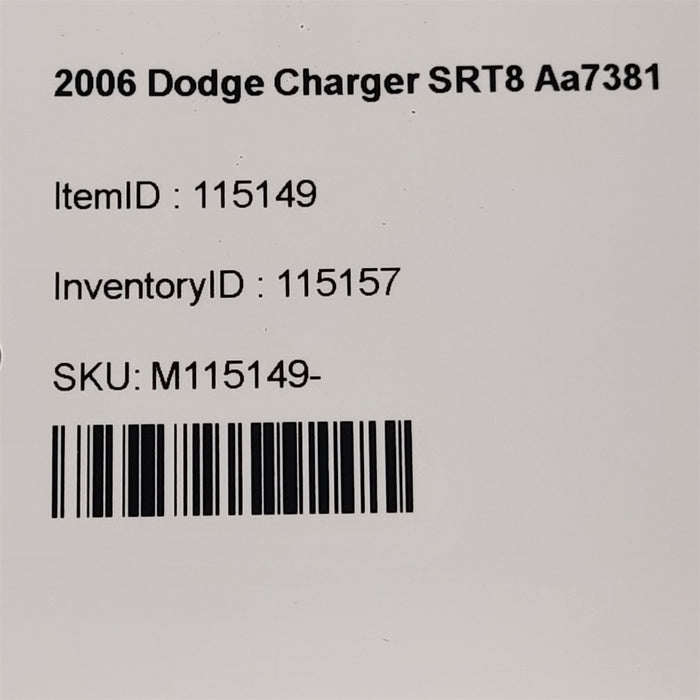 2006 Dodge Charger SRT8 Aa7381
ItemID : 115149
InventoryID : 115157
SKU: M115149-